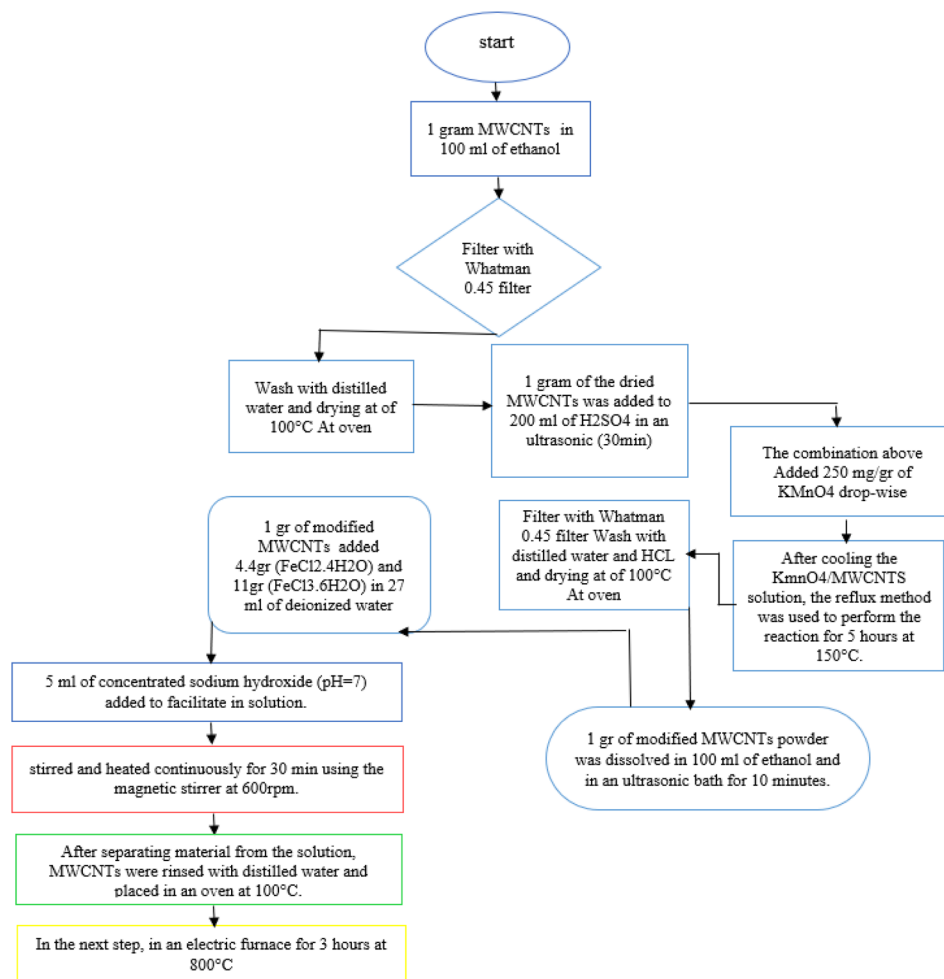 start
1 gram MWCNTs in
100 ml of ethanol
Filter with
Whatman
0.45 filter
Wash with distilled
water and drying at of
100°C At oven
1 gram of the dried
MWCNTs was added to
200 ml of H2SO4 in an
ultrasonic (30min)
The combination above
Added 250 mg/gr of
KMnO4 drop-wise
After cooling the
KmnO4/MWCNTS
solution, the reflux method
was used to perform the
reaction for 5 hours at
150°C.
Filter with Whatman
0.45 filter Wash with
distilled water and HCL
and drying at of 100°C
At oven
1 gr of modified MWCNTs powder
was dissolved in 100 ml of ethanol and
in an ultrasonic bath for 10 minutes.
1 gr of modified
MWCNTs added
4.4gr (FeCl2.4H2O) and
11gr (FeCl3.6H2O) in 27
ml of deionized water
5 ml of concentrated sodium hydroxide (pH=7)
added to facilitate in solution.
stirred and heated continuously for 30 min using the
magnetic stirrer at 600rpm.
After separating material from the solution,
MWCNTs were rinsed with distilled water and
placed in an oven at 100°C.
In the next step, in an electric furnace for 3 hours at
800°C